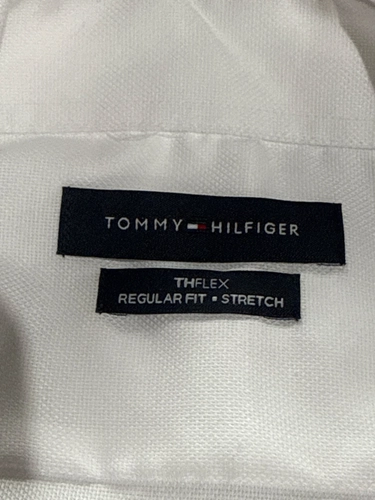 TOMMY HILFIGER
THFLEX
REGULAR FIT ▪ STRETCH